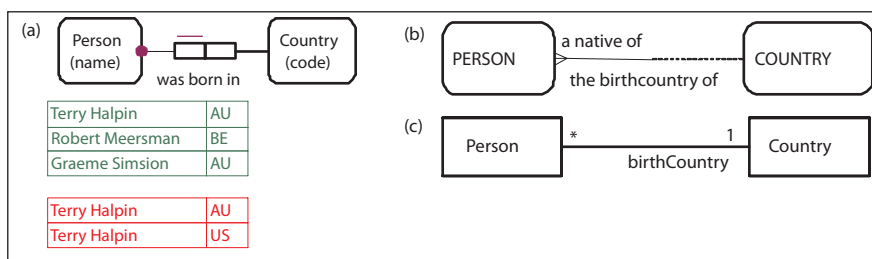 (a)
Person
(name)
Country
(code)
was born in
Terry Halpin AU
Robert Meersman BE
Graeme Simsion AU
Terry Halpin AU
Terry Halpin US
(b)
PERSON
a native of
the birthcountry of
COUNTRY
(c)
Person
*
1
birthCountry
Country